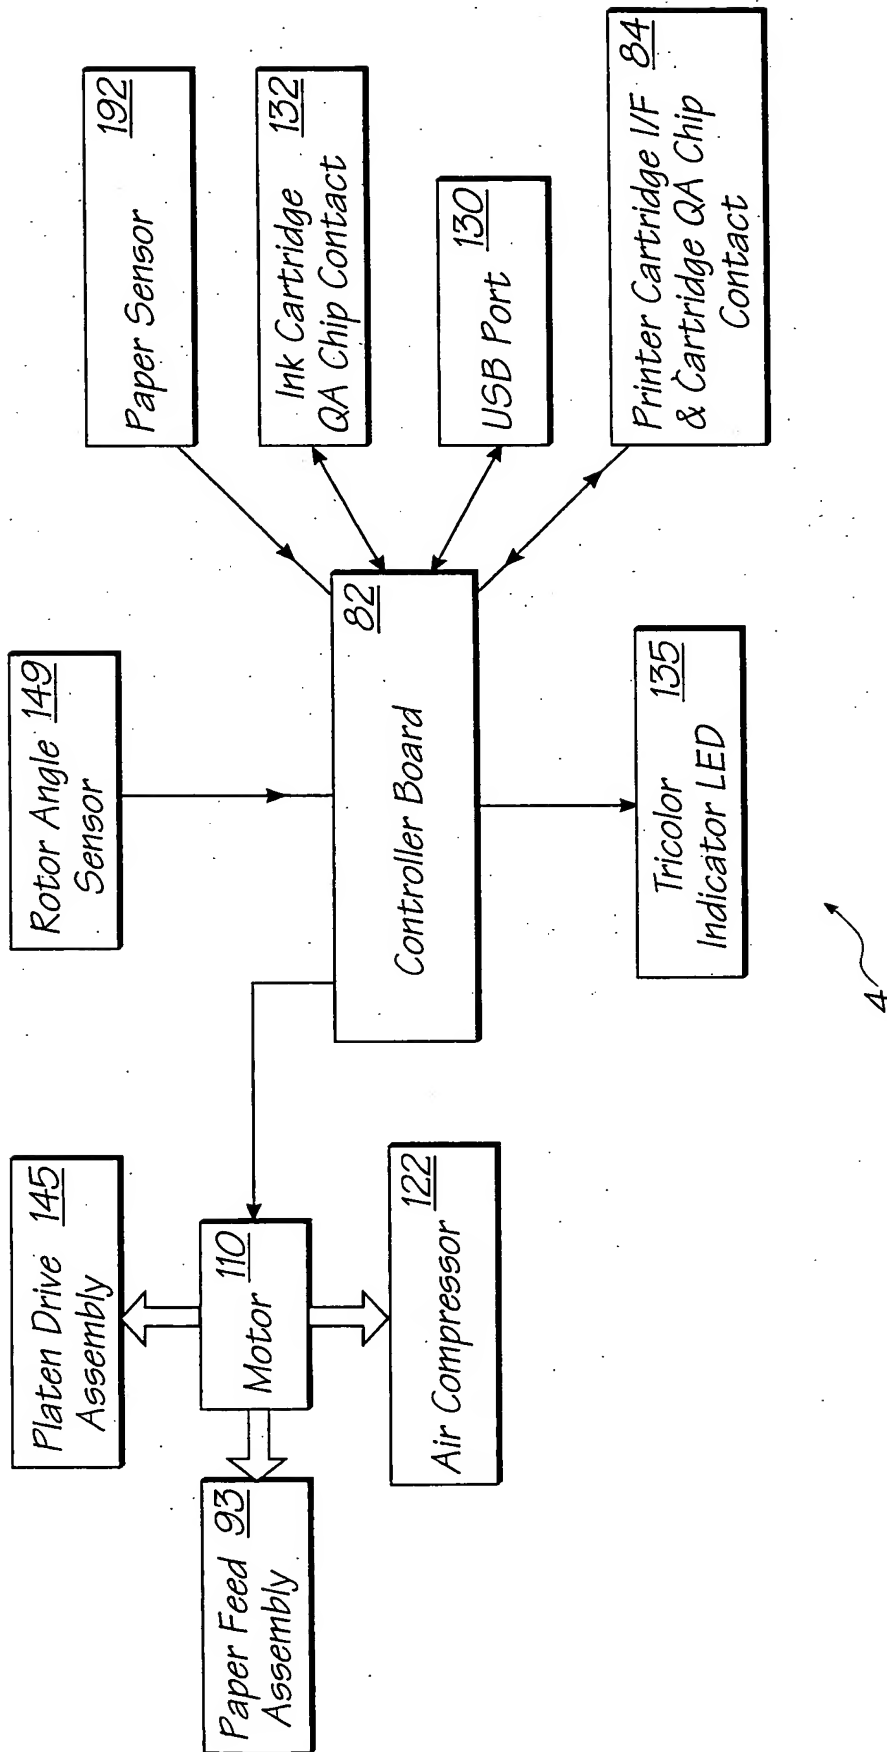 Platen Drive 145
Assembly
Rotor Angle 149
Sensor
192
Paper Sensor
Paper Feed 93
Assembly
110
Motor
132
Ink Cartridge
QA Chip Contact
82
Controller Board
122
Air Compressor
130
USB Port
135
Tricolor
Indicator LED
Printer Cartridge I/F 84
& Cartridge QA Chip
Contact
4